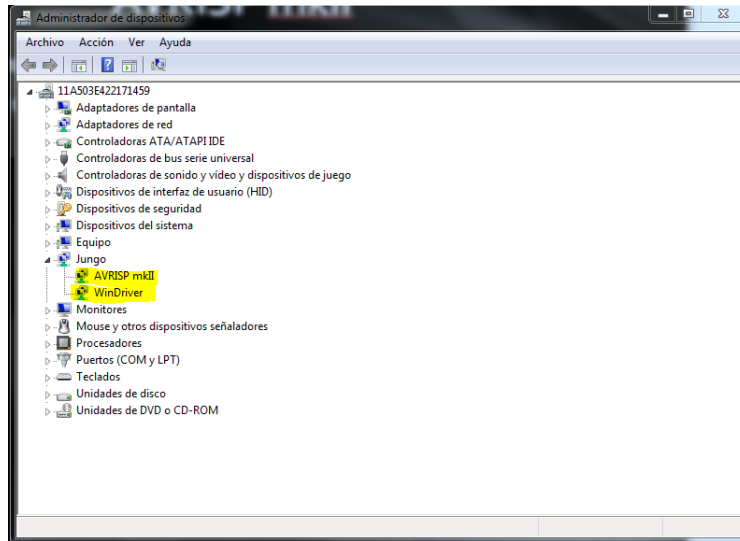 AVRISP mkII
Administrador de dispositivos
Archivo Acción Ver Ayuda
11A503E422171459
Adaptadores de pantalla
Adaptadores de red
Controladoras ATA/ATAPI IDE
Controladoras de bus serie universal
Controladoras de sonido y vídeo y dispositivos de juego
Dispositivos de interfaz de usuario (HID)
Dispositivos de seguridad
Dispositivos del sistema
Equipo
Jungo
AVRISP mkII
WinDriver
Monitores
Mouse y otros dispositivos señaladores
Procesadores
Puertos (COM y LPT)
Teclados
Unidades de disco
Unidades de DVD o CD-ROM